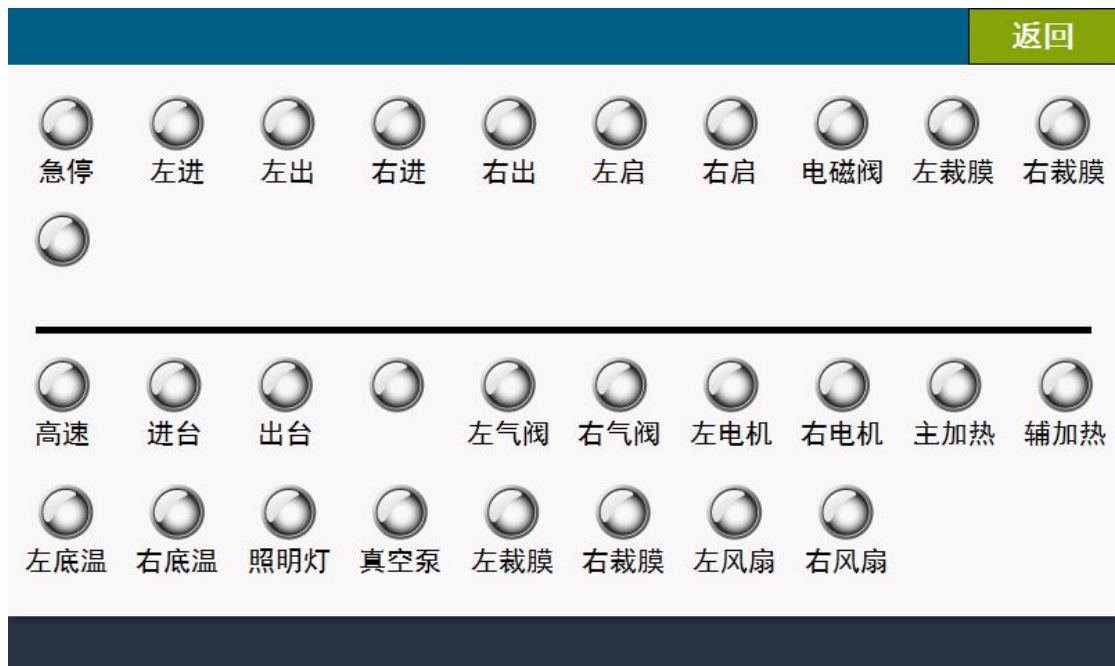 返回
急停 左进 左出 右进 右出 左启 右启 电磁阀 左裁膜 右裁膜
高速 进台 出台 左气阀 右气阀 左电机 右电机 主加热 辅加热
左底温 右底温 照明灯 真空泵 左裁膜 右裁膜 左风扇 右风扇